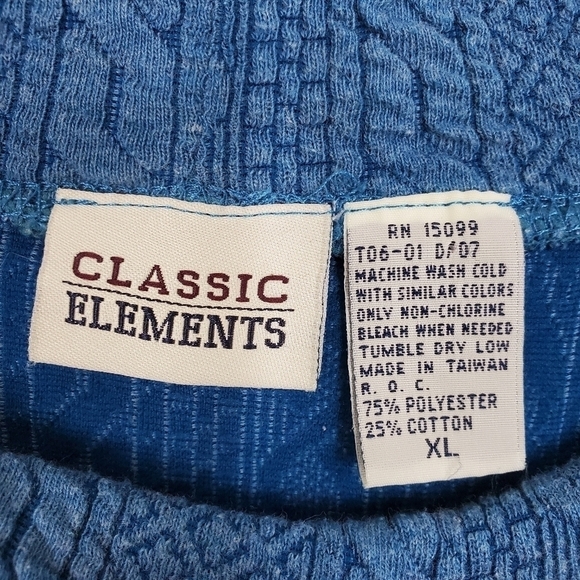 CLASSIC
ELEMENTS
RN 15099
T06-01 D/07
MACHINE WASH COLD
WITH SIMILAR COLORS
ONLY NON-CHLORINE
BLEACH WHEN NEEDED
TUMBLE DRY LOW
MADE IN TAIWAN
R. O. C.
75% POLYESTER
25% COTTON
XL